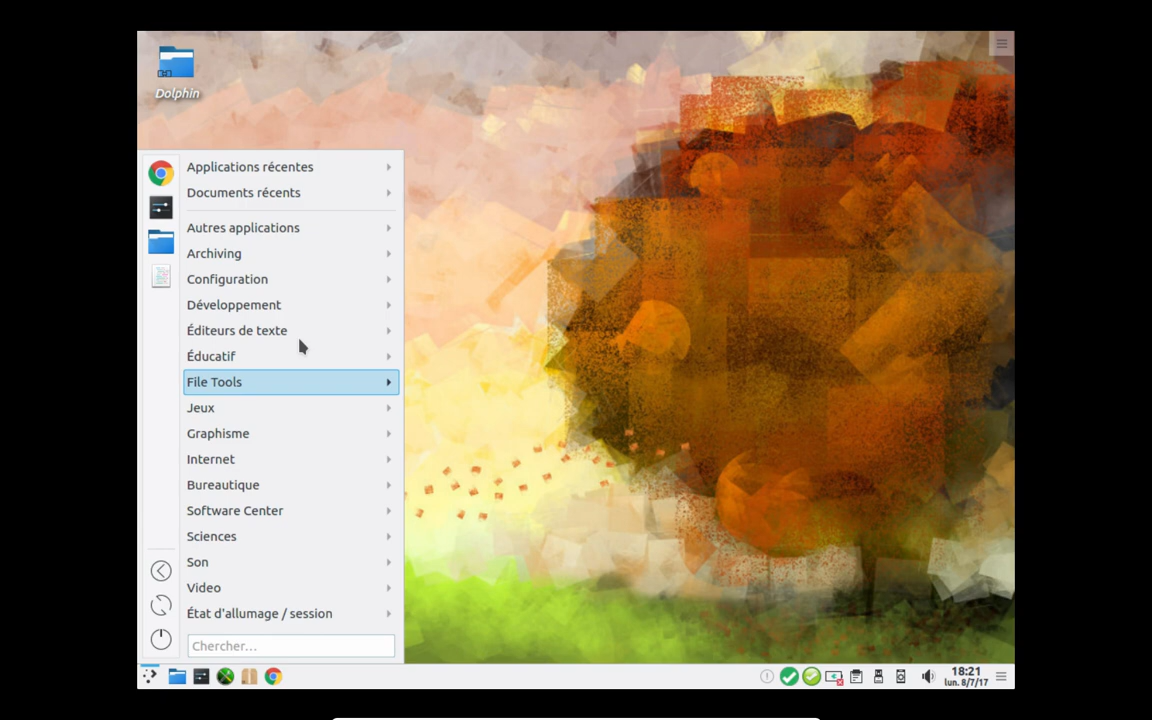 Dolphin
Applications récentes
Documents récents
Autres applications
Archiving
Configuration
Développement
Éditeurs de texte
Éducatif
File Tools
Jeux
Graphisme
Internet
Bureautique
Software Center
Sciences
Son
Video
État d'allumage / session
Chercher...
18:21
lun. 8/7/17